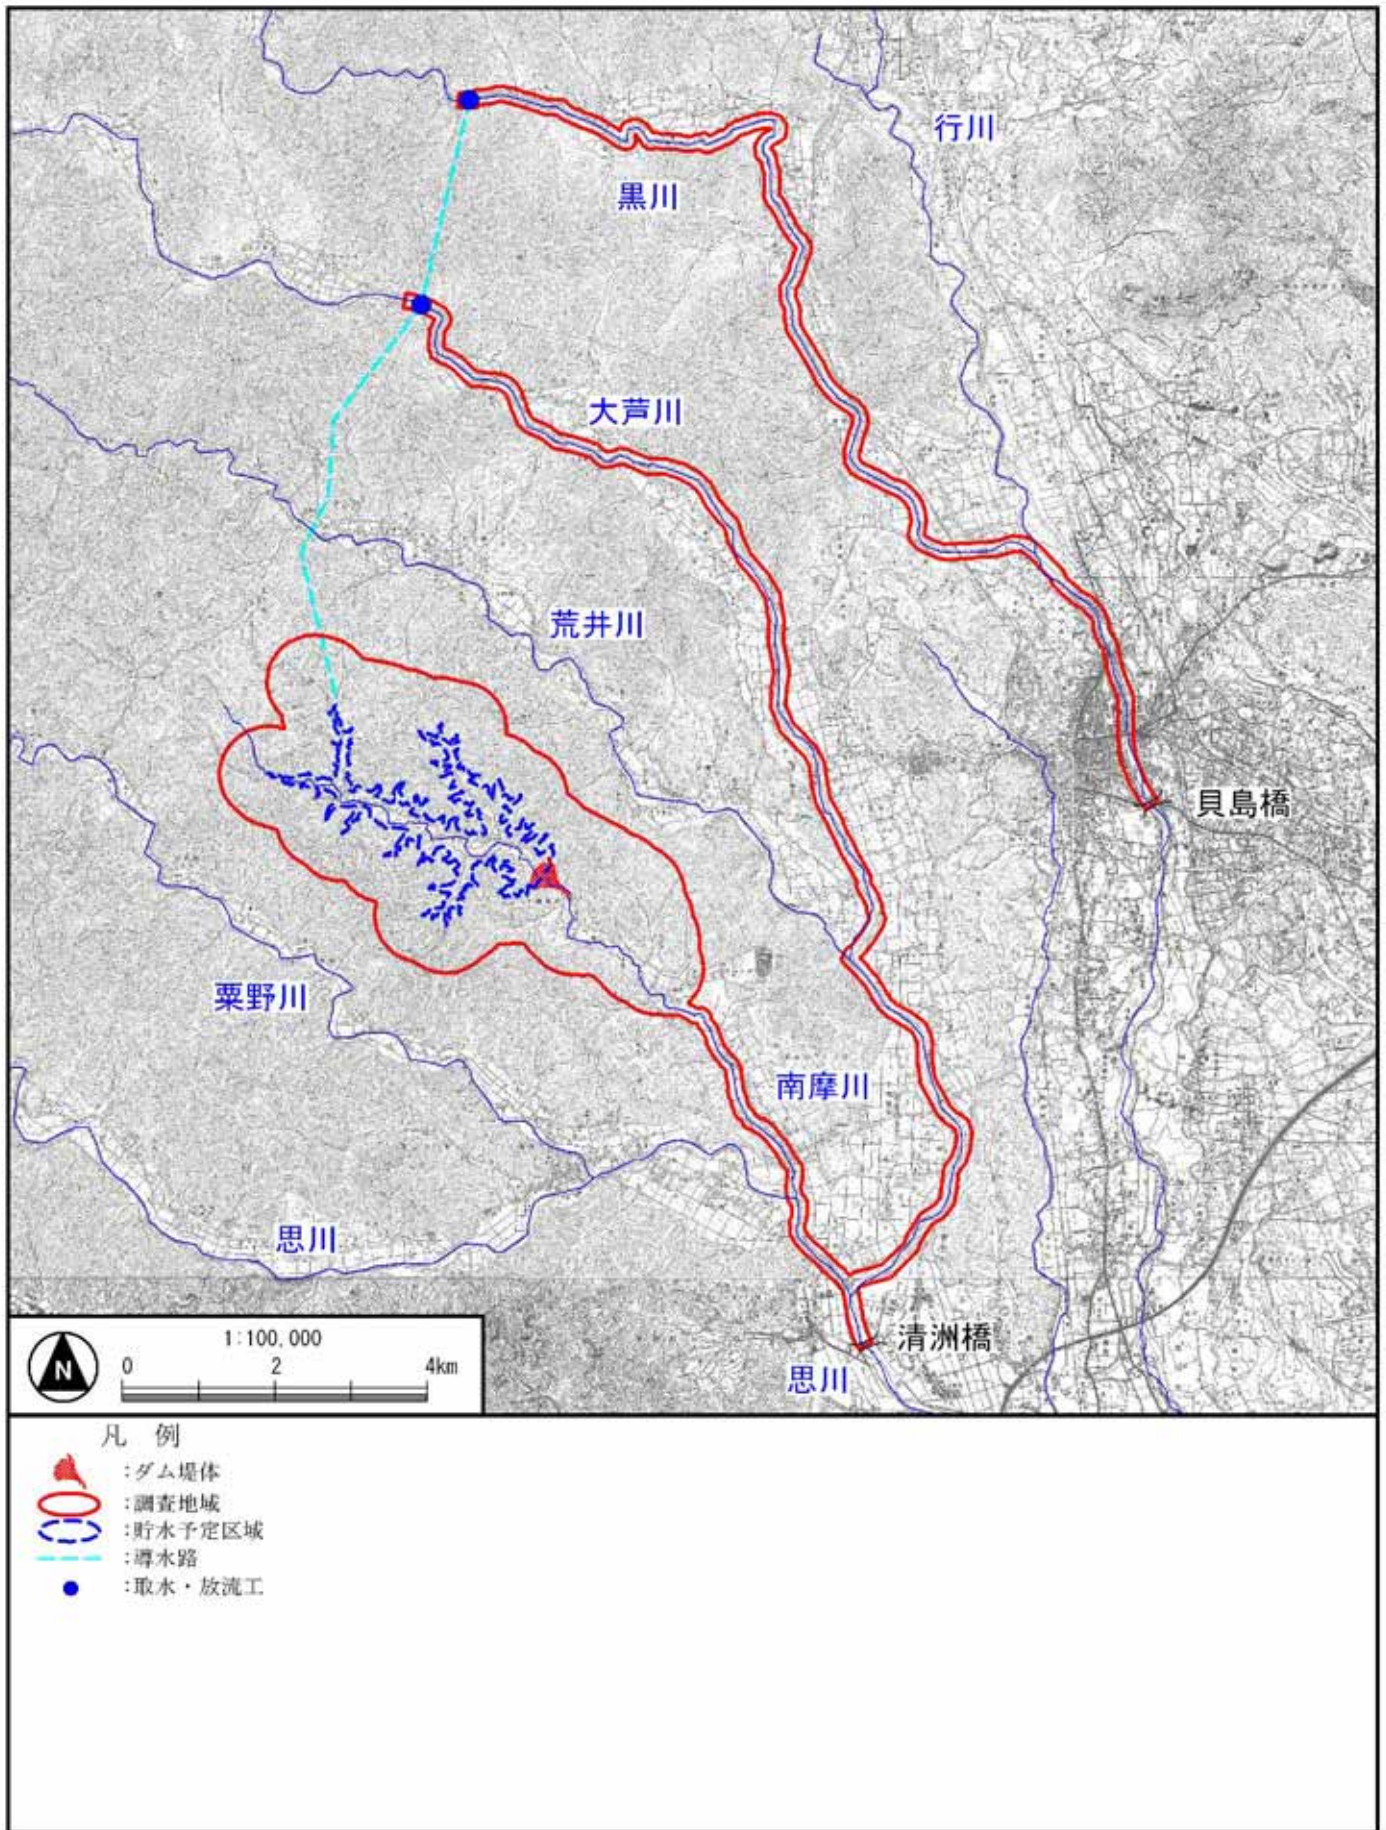 行川
黒川
大芦川
荒井川
貝島橋
粟野川
南摩川
思川
清洲橋
思川
N
1:100,000
0 2 4km
凡 例
:ダム堤体
:調査地域
:貯水予定区域
:導水路
:取水・放流工